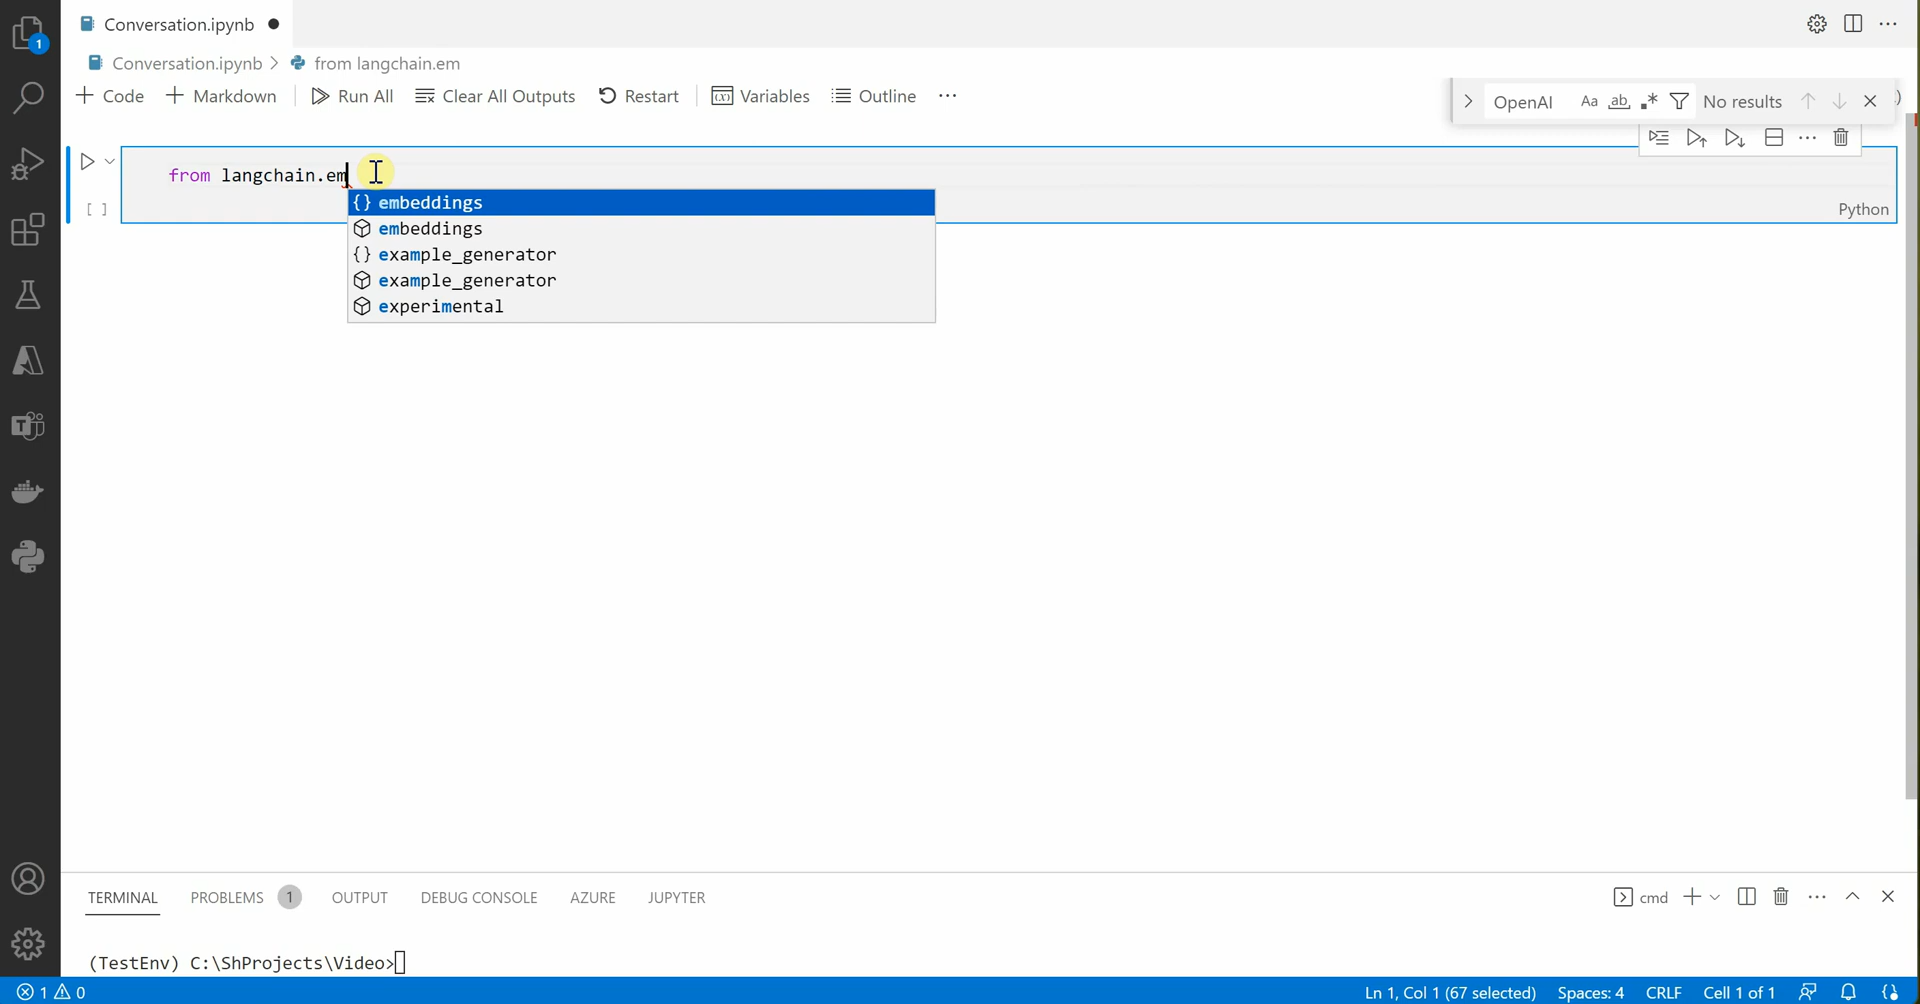 1
Conversation.ipynb
Conversation.ipynb > from langchain.em
Code Markdown Run All Clear All Outputs Restart Variables Outline ...
OpenAI Aa ab No results
from langchain.em
embeddings
embeddings
example_generator
example_generator
experimental
[ ]
Python
TERMINAL PROBLEMS 1 OUTPUT DEBUG CONSOLE AZURE JUPYTER
cmd
(TestEnv) C:\ShProjects\Video>
1 0 Ln 1, Col 1 (67 selected) Spaces: 4 CRLF Cell 1 of 1